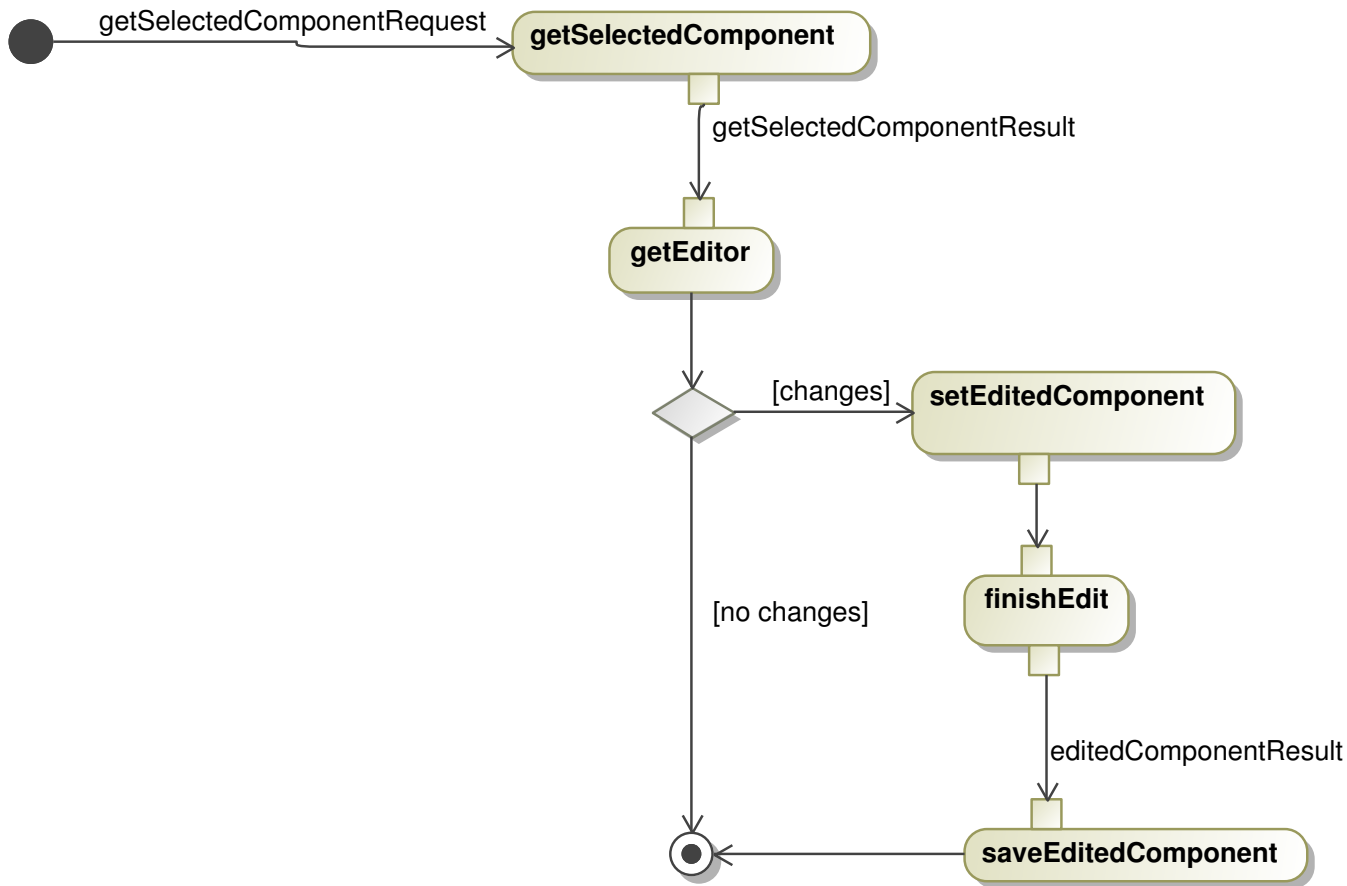 getSelectedComponentRequest
getSelectedComponent
getSelectedComponentResult
getEditor
[changes]
setEditedComponent
finishEdit
[no changes]
editedComponentResult
saveEditedComponent